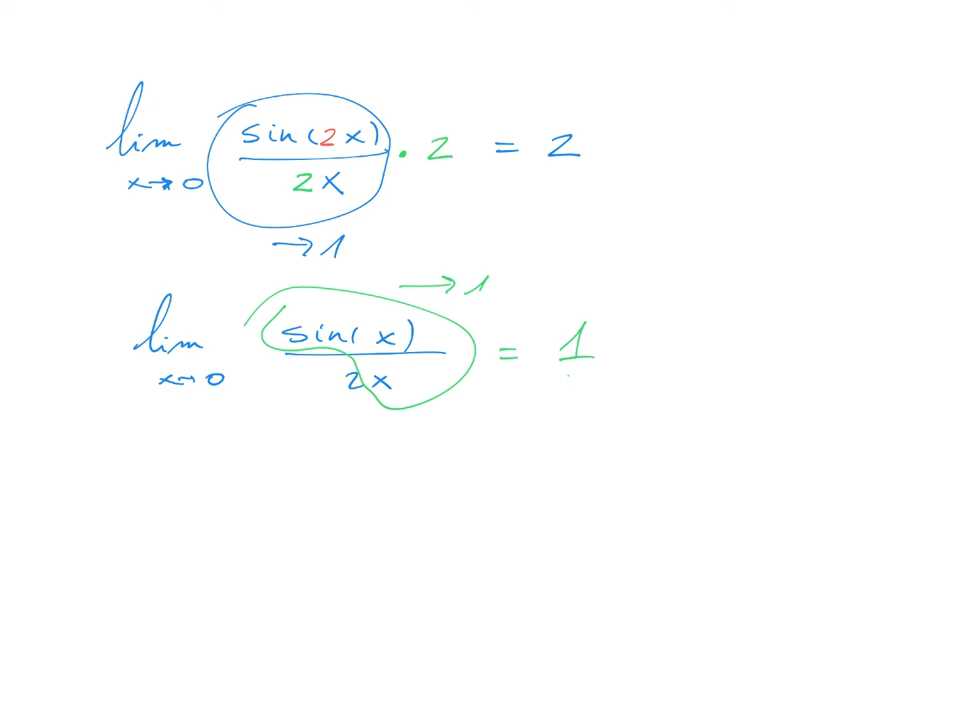 lim x→0 sin(2x)/2x · 2 = 2
→1
→1
lim x→0 sin(x)/2x = 1